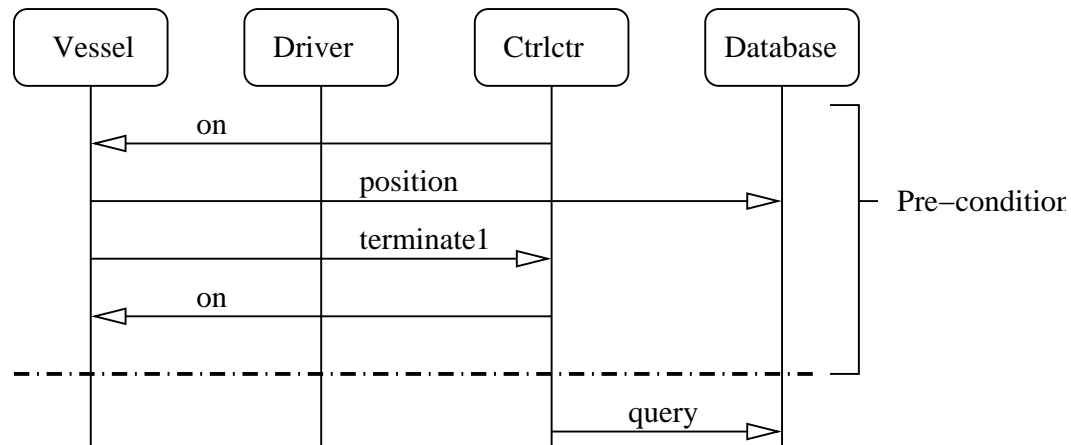 Vessel Driver Ctrlctr Database
on
position
Pre−condition
terminate1
on
query